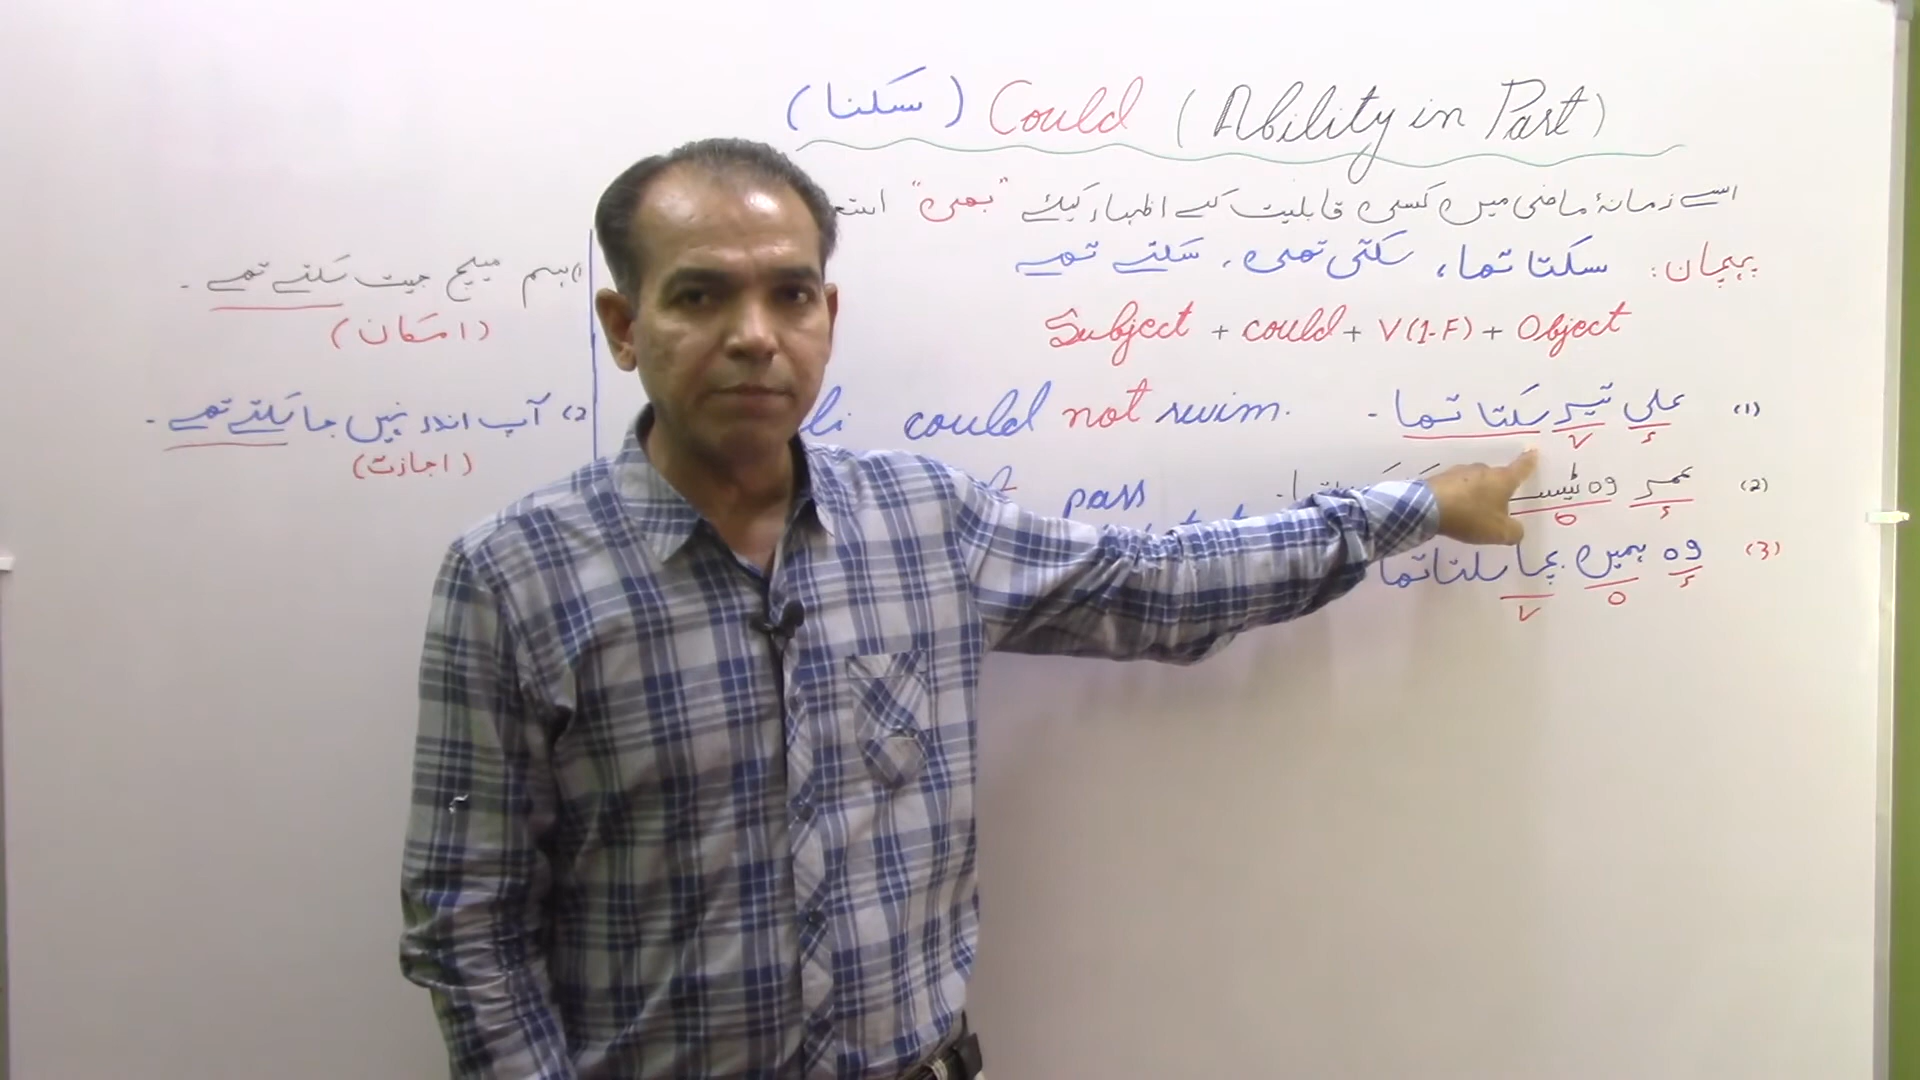 (سکنا) Could (Ability in Past)
اسے زمانۂ ماضی میں کسی قابلیت کے اظہار کیلئے "بھی"
پہچان: سکتا تھا، سکتی تھی، سکتے تھے
Subject + could + V(1-F) + Object
(1) علی تیر سکتا تھا -
could not swim.
(2) عمر وہ ٹیسٹ
pass
(3) وہ ہمیں بچا سکتا تھا
(1 ہم میچ جیت سکتے تھے -
(امکان)
(2 آپ اندر نہیں جا سکتے تھے -
(اجازت)